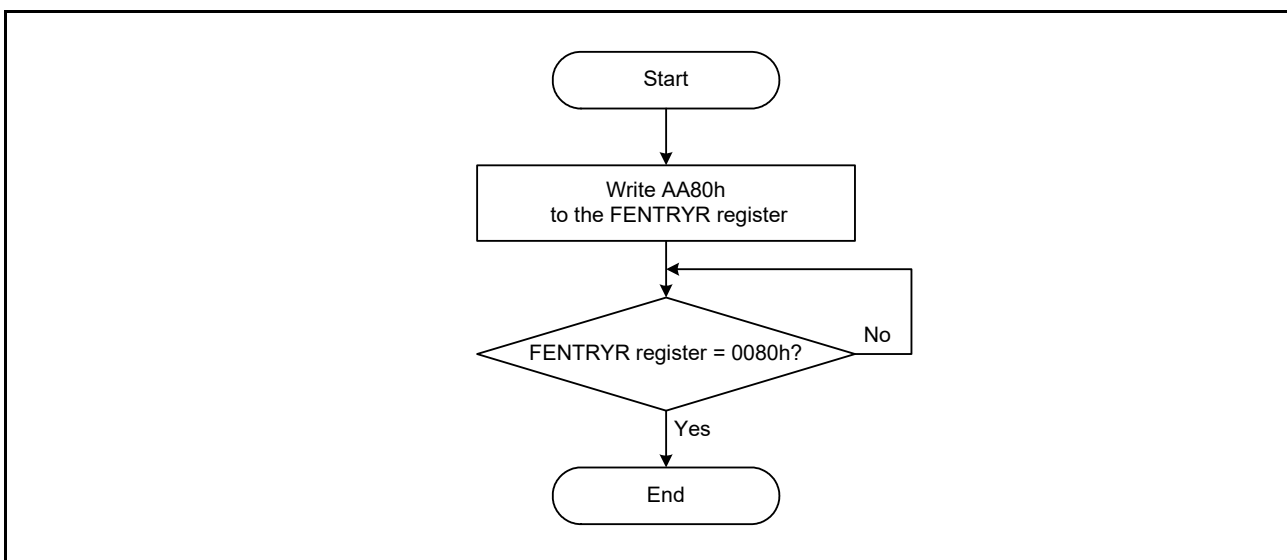 Start
Write AA80h
to the FENTRYR register
No
FENTRYR register = 0080h?
Yes
End